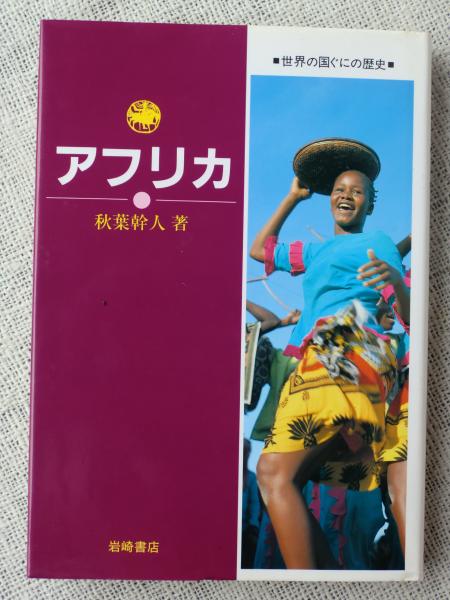 ■世界の国ぐにの歴史■
アフリカ
秋葉幹人 著
岩崎書店